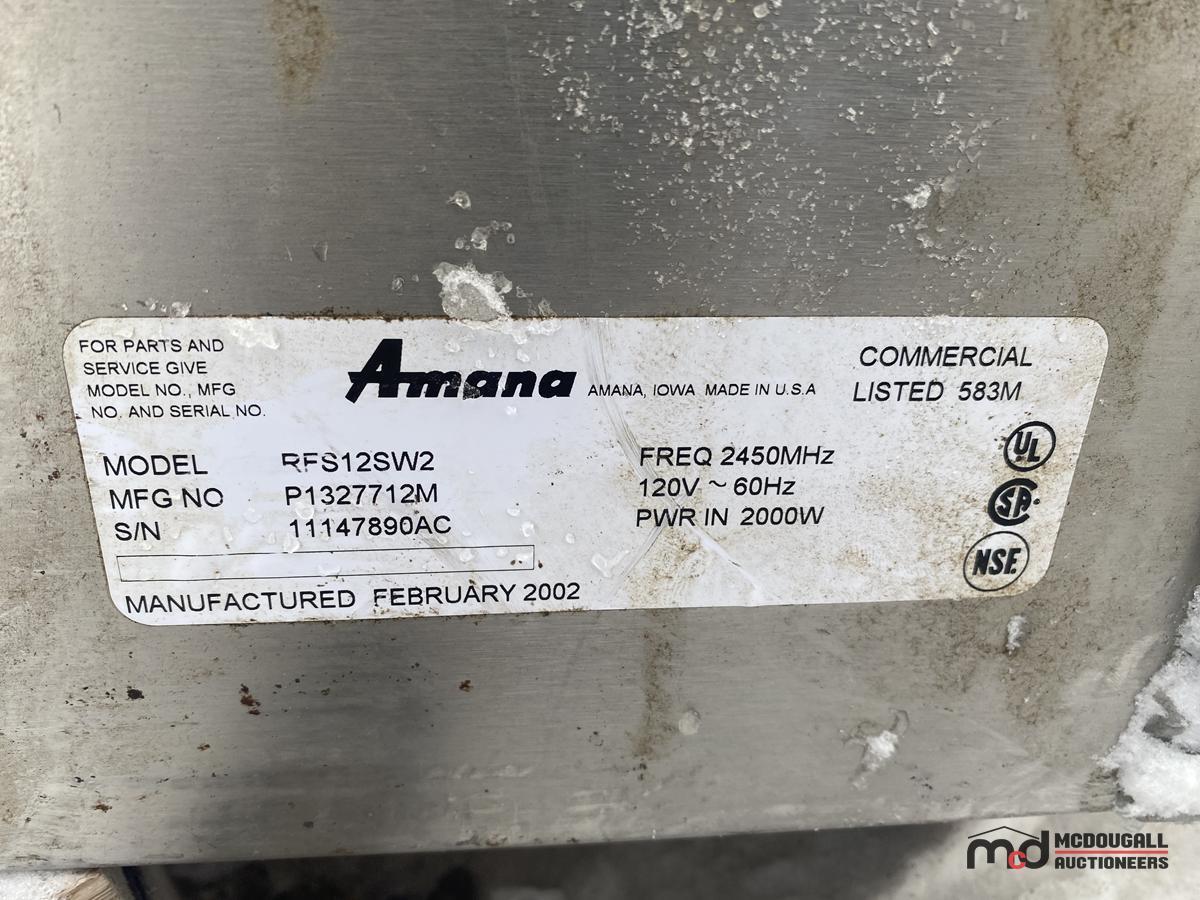 FOR PARTS AND
SERVICE GIVE
MODEL NO., MFG
NO. AND SERIAL NO.
Amana AMANA, IOWA MADE IN U.S.A
COMMERCIAL
LISTED 583M
MODEL RFS12SW2
MFG NO P1327712M
S/N 11147890AC
FREQ 2450MHz
120V ~ 60Hz
PWR IN 2000W
UL
SA
NSF
MANUFACTURED FEBRUARY 2002
mcd MCDOUGALL
AUCTIONEERS